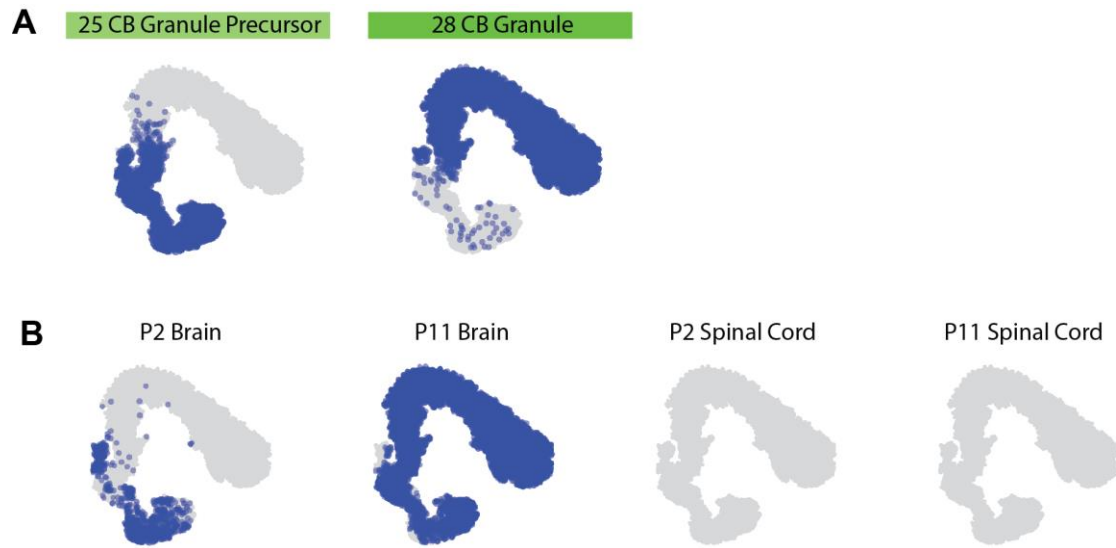 A 25 CB Granule Precursor 28 CB Granule
B P2 Brain P11 Brain P2 Spinal Cord P11 Spinal Cord